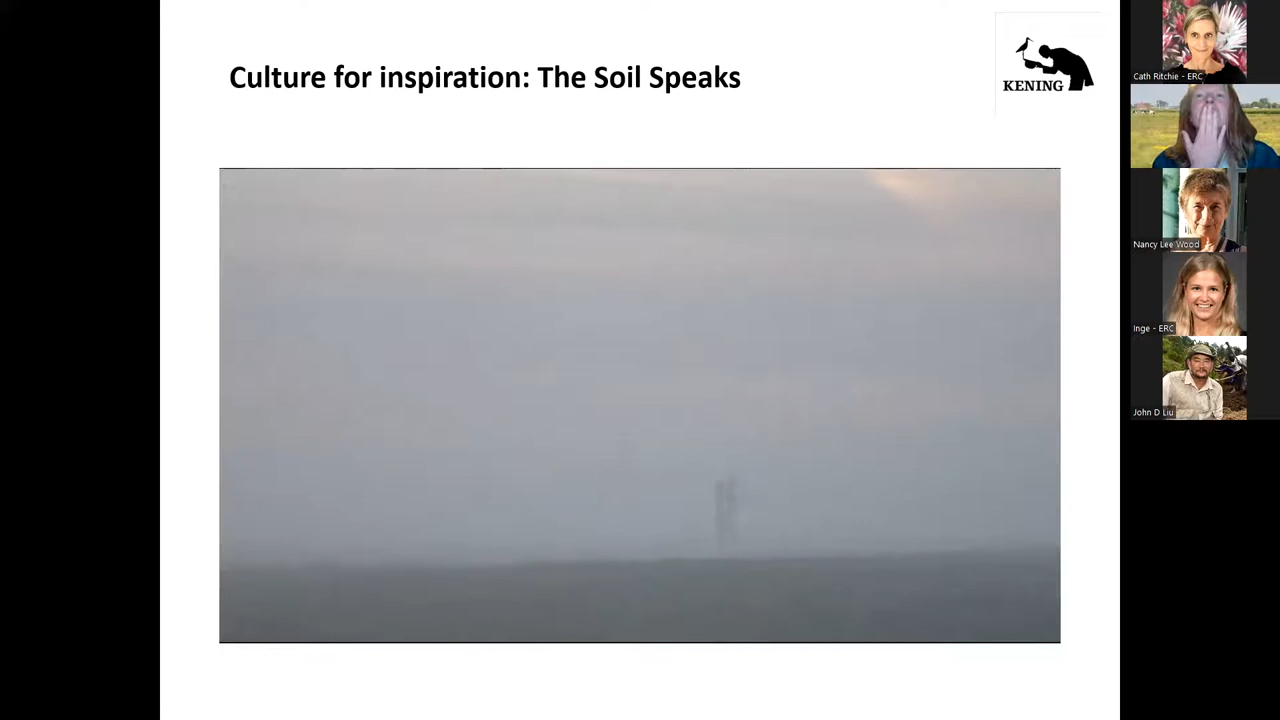 Culture for inspiration: The Soil Speaks
KENING
Cath Ritchie - ERC
Nancy Lee Wood
Inge - ERC
John D Liu